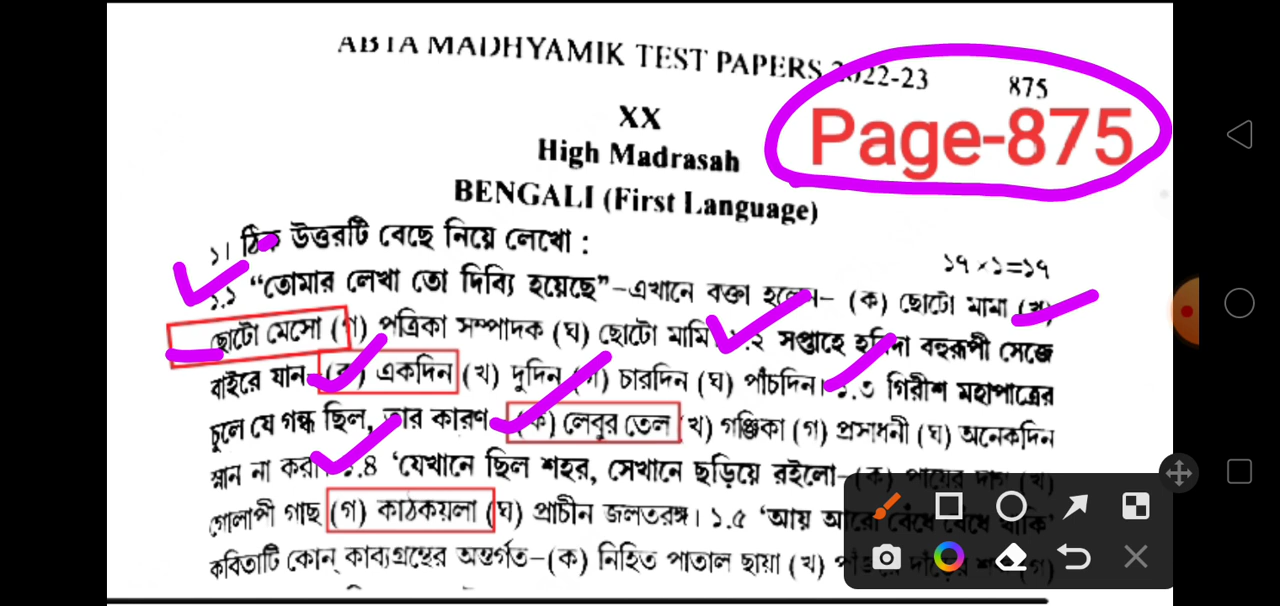 ABTA MADHYAMIK TEST PAPERS 2022-23 875
Page-875
XX
High Madrasah
BENGALI (First Language)
১। ঠিক উত্তরটি বেছে নিয়ে লেখো :
১৭ ×১=১৭
১.১ “তোমার লেখা তো দিব্যি হয়েছে”–এখানে বক্তা হলেন– (ক) ছোটো মামা (খ)
ছোটো মেসো (গ) পত্রিকা সম্পাদক (ঘ) ছোটো মামি ১.২ সপ্তাহে হরিদা বহুরূপী সেজে
বাইরে যান– (ক) একদিন (খ) দুদিন (গ) চারদিন (ঘ) পাঁচদিন। ১.৩ গিরীশ মহাপাত্রের
চুলে যে গন্ধ ছিল, তার কারণ– (ক) লেবুর তেল (খ) গঞ্জিকা (গ) প্রসাধনী (ঘ) অনেকদিন
স্নান না করা। ১.৪ ‘যেখানে ছিল শহর, সেখানে ছড়িয়ে রইলো– (ক) পায়ের দাগ (খ)
গোলাপী গাছ (গ) কাঠকয়লা (ঘ) প্রাচীন জলতরঙ্গ। ১.৫ ‘আয় আরো বেঁধে বেঁধে থাকি’
কবিতাটি কোন্ কাব্যগ্রন্থের অন্তর্গত–(ক) নিহিত পাতাল ছায়া (খ)